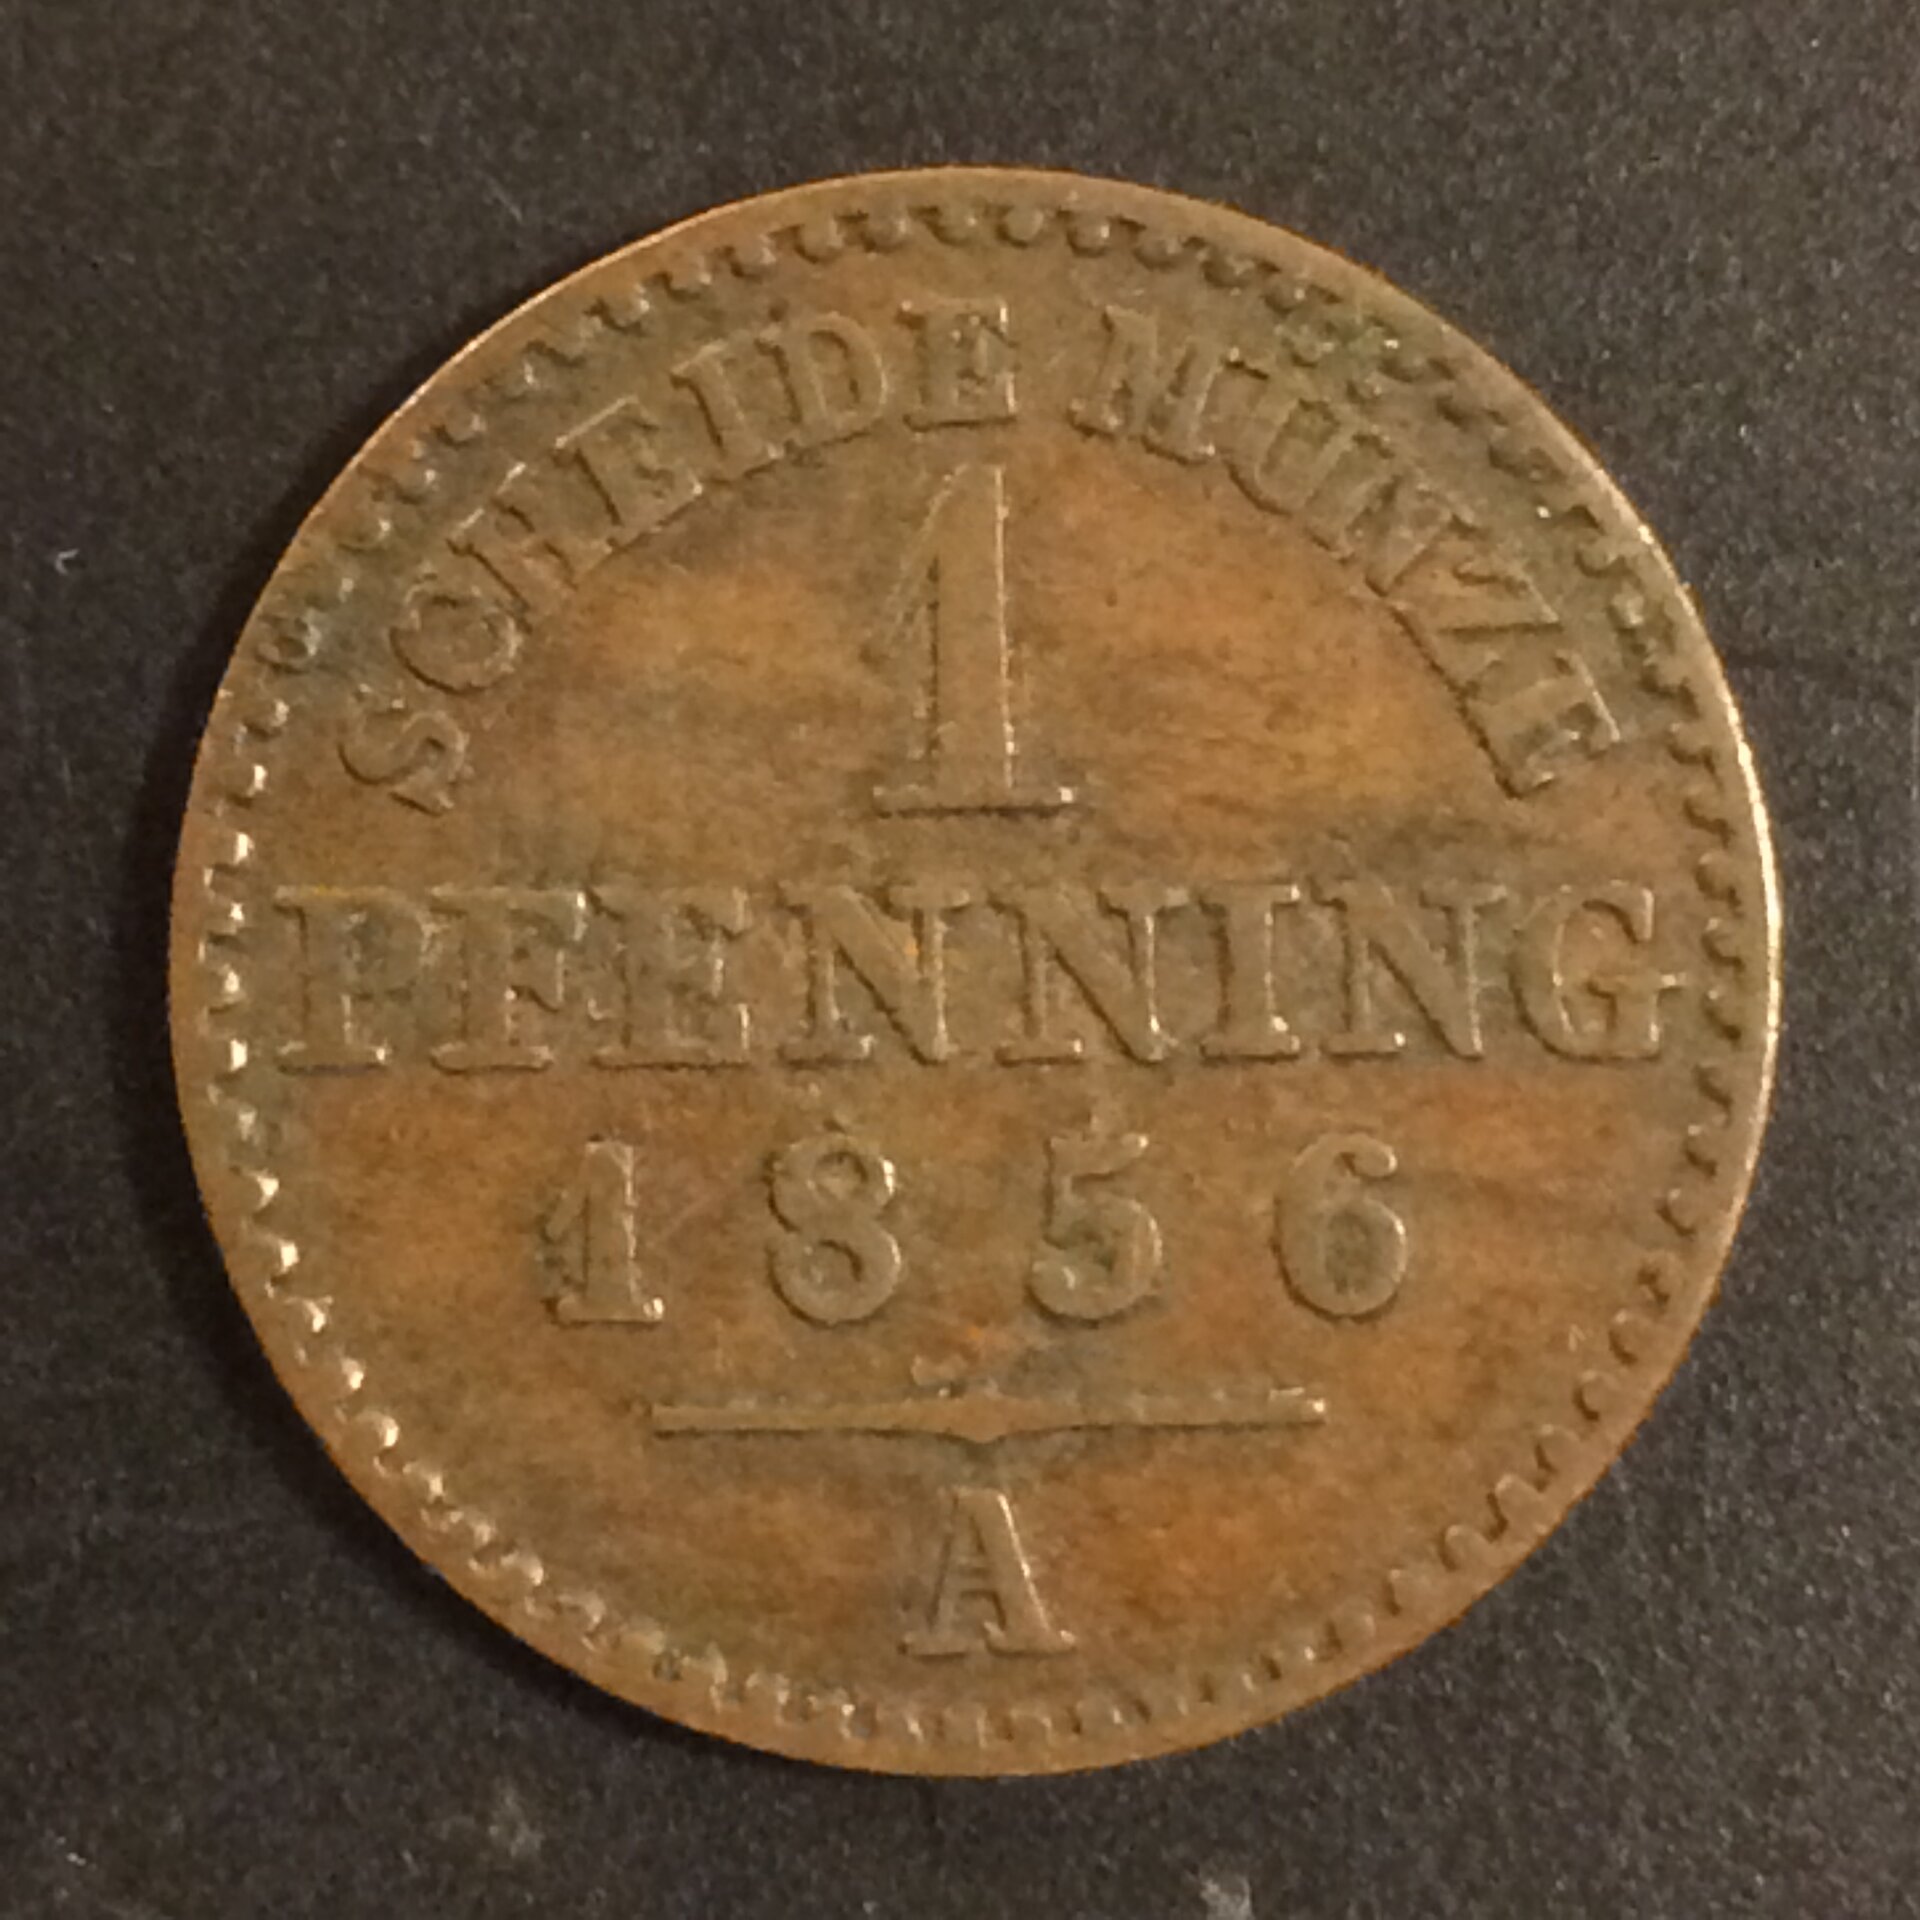 SCHEIDE MÜNZE
1
PFENNING
1856
A